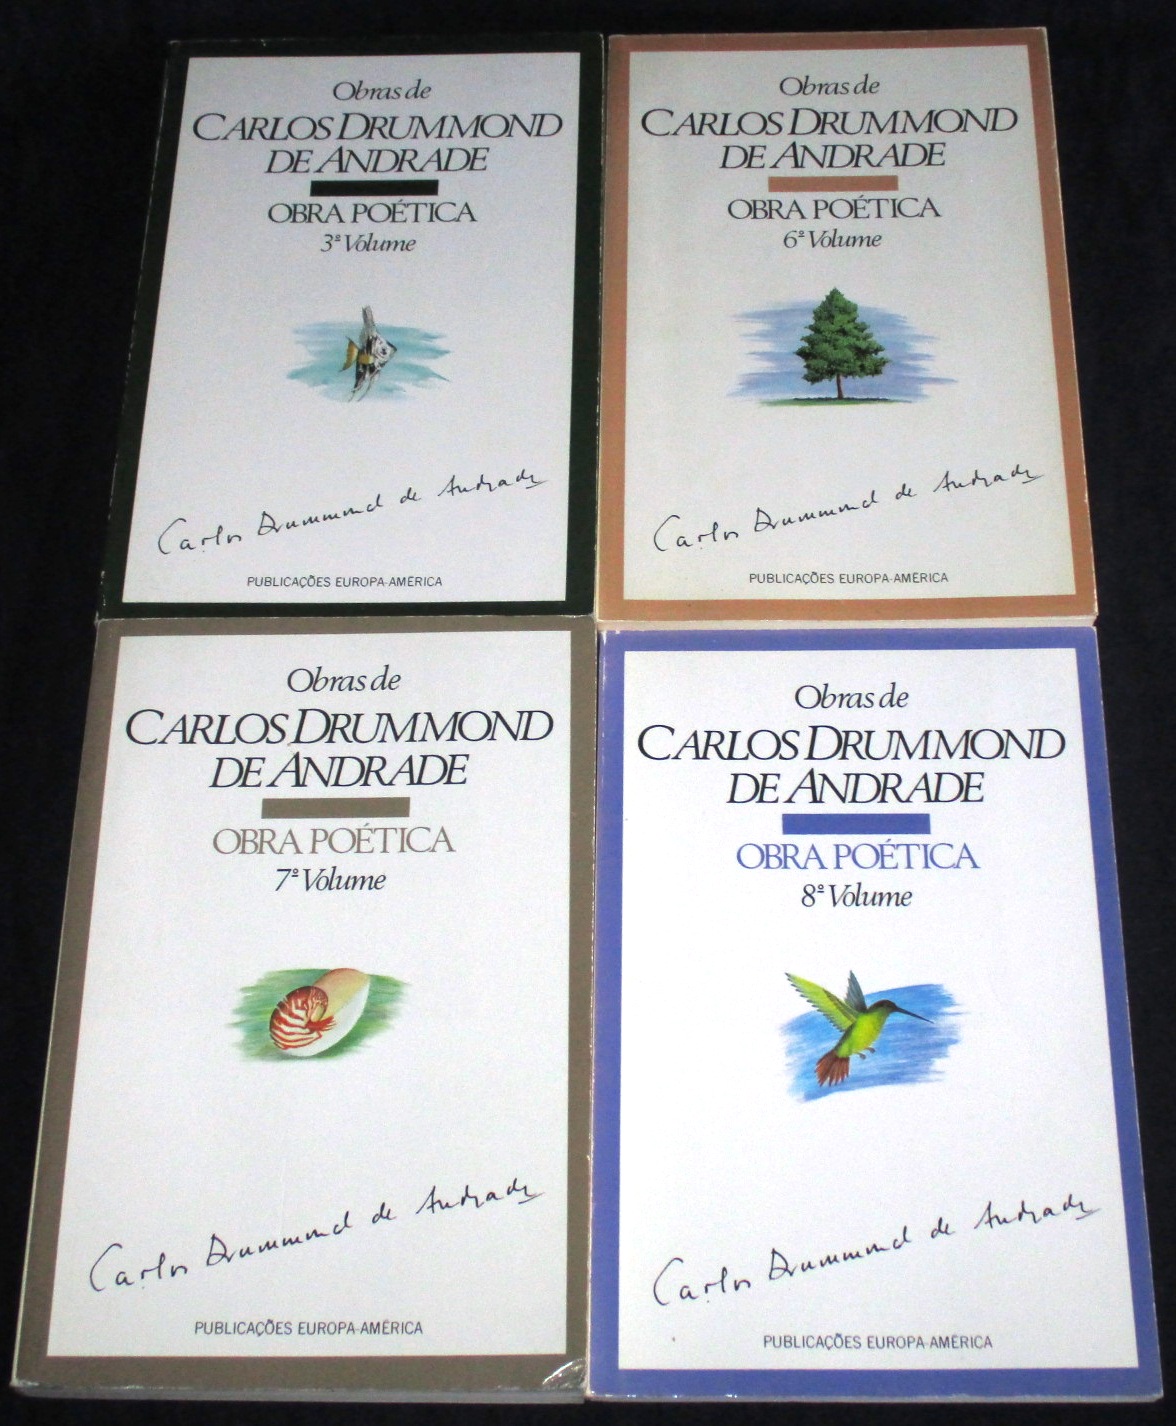 Obras de
CARLOS DRUMMOND
DE ANDRADE
OBRA POÉTICA
3º Volume
Carlos Drummond de Andrade
PUBLICAÇÕES EUROPA-AMÉRICA
Obras de
CARLOS DRUMMOND
DE ANDRADE
OBRA POÉTICA
6º Volume
Carlos Drummond de Andrade
PUBLICAÇÕES EUROPA-AMÉRICA
Obras de
CARLOS DRUMMOND
DE ANDRADE
OBRA POÉTICA
7º Volume
Carlos Drummond de Andrade
PUBLICAÇÕES EUROPA-AMÉRICA
Obras de
CARLOS DRUMMOND
DE ANDRADE
OBRA POÉTICA
8º Volume
Carlos Drummond de Andrade
PUBLICAÇÕES EUROPA-AMÉRICA